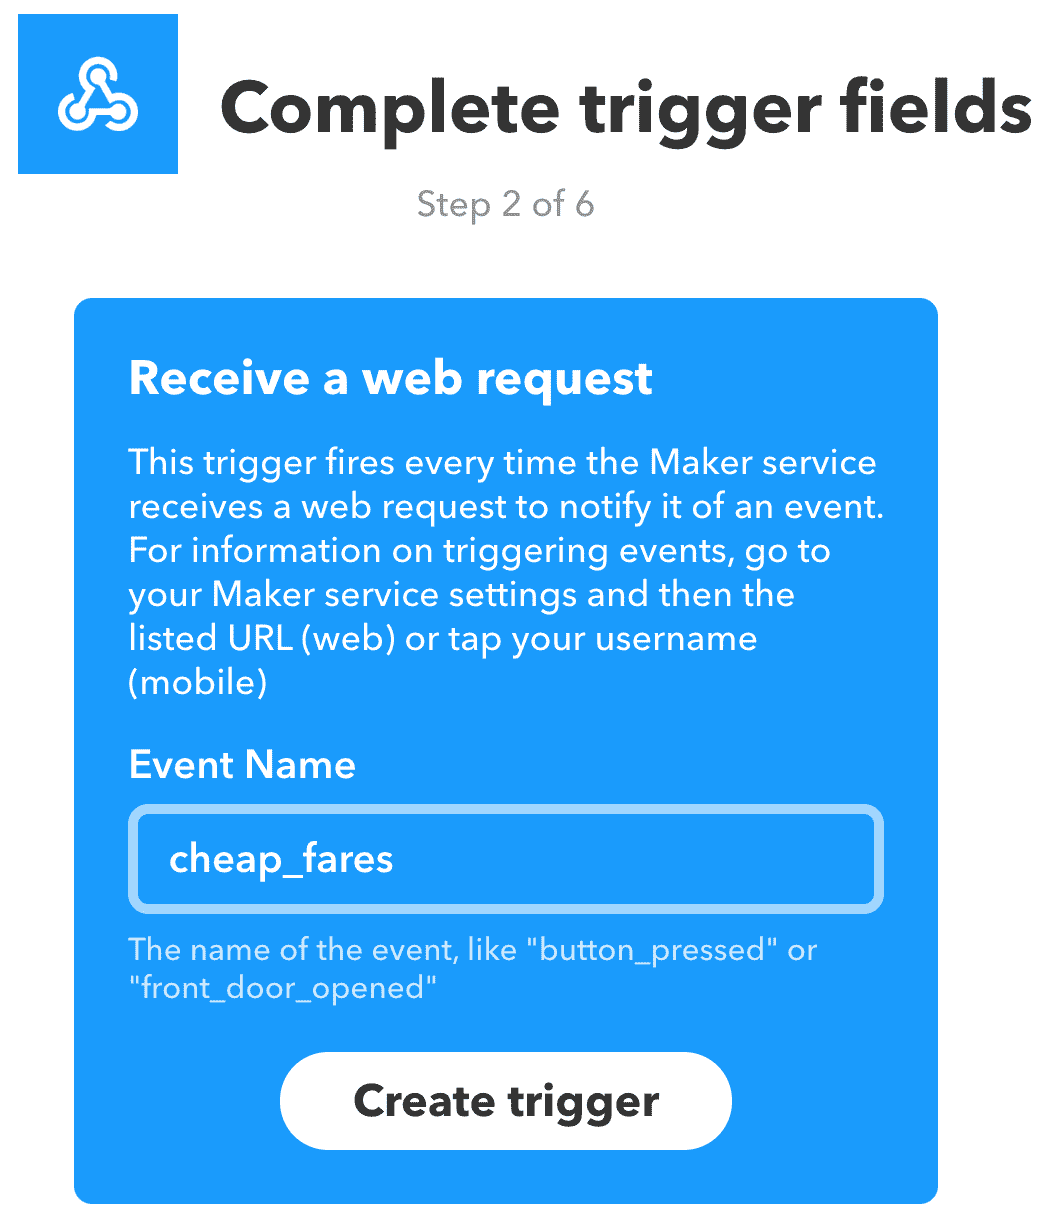 Complete trigger fields
Step 2 of 6
Receive a web request
This trigger fires every time the Maker service
receives a web request to notify it of an event.
For information on triggering events, go to
your Maker service settings and then the
listed URL (web) or tap your username
(mobile)
Event Name
cheap_fares
The name of the event, like "button_pressed" or
"front_door_opened"
Create trigger